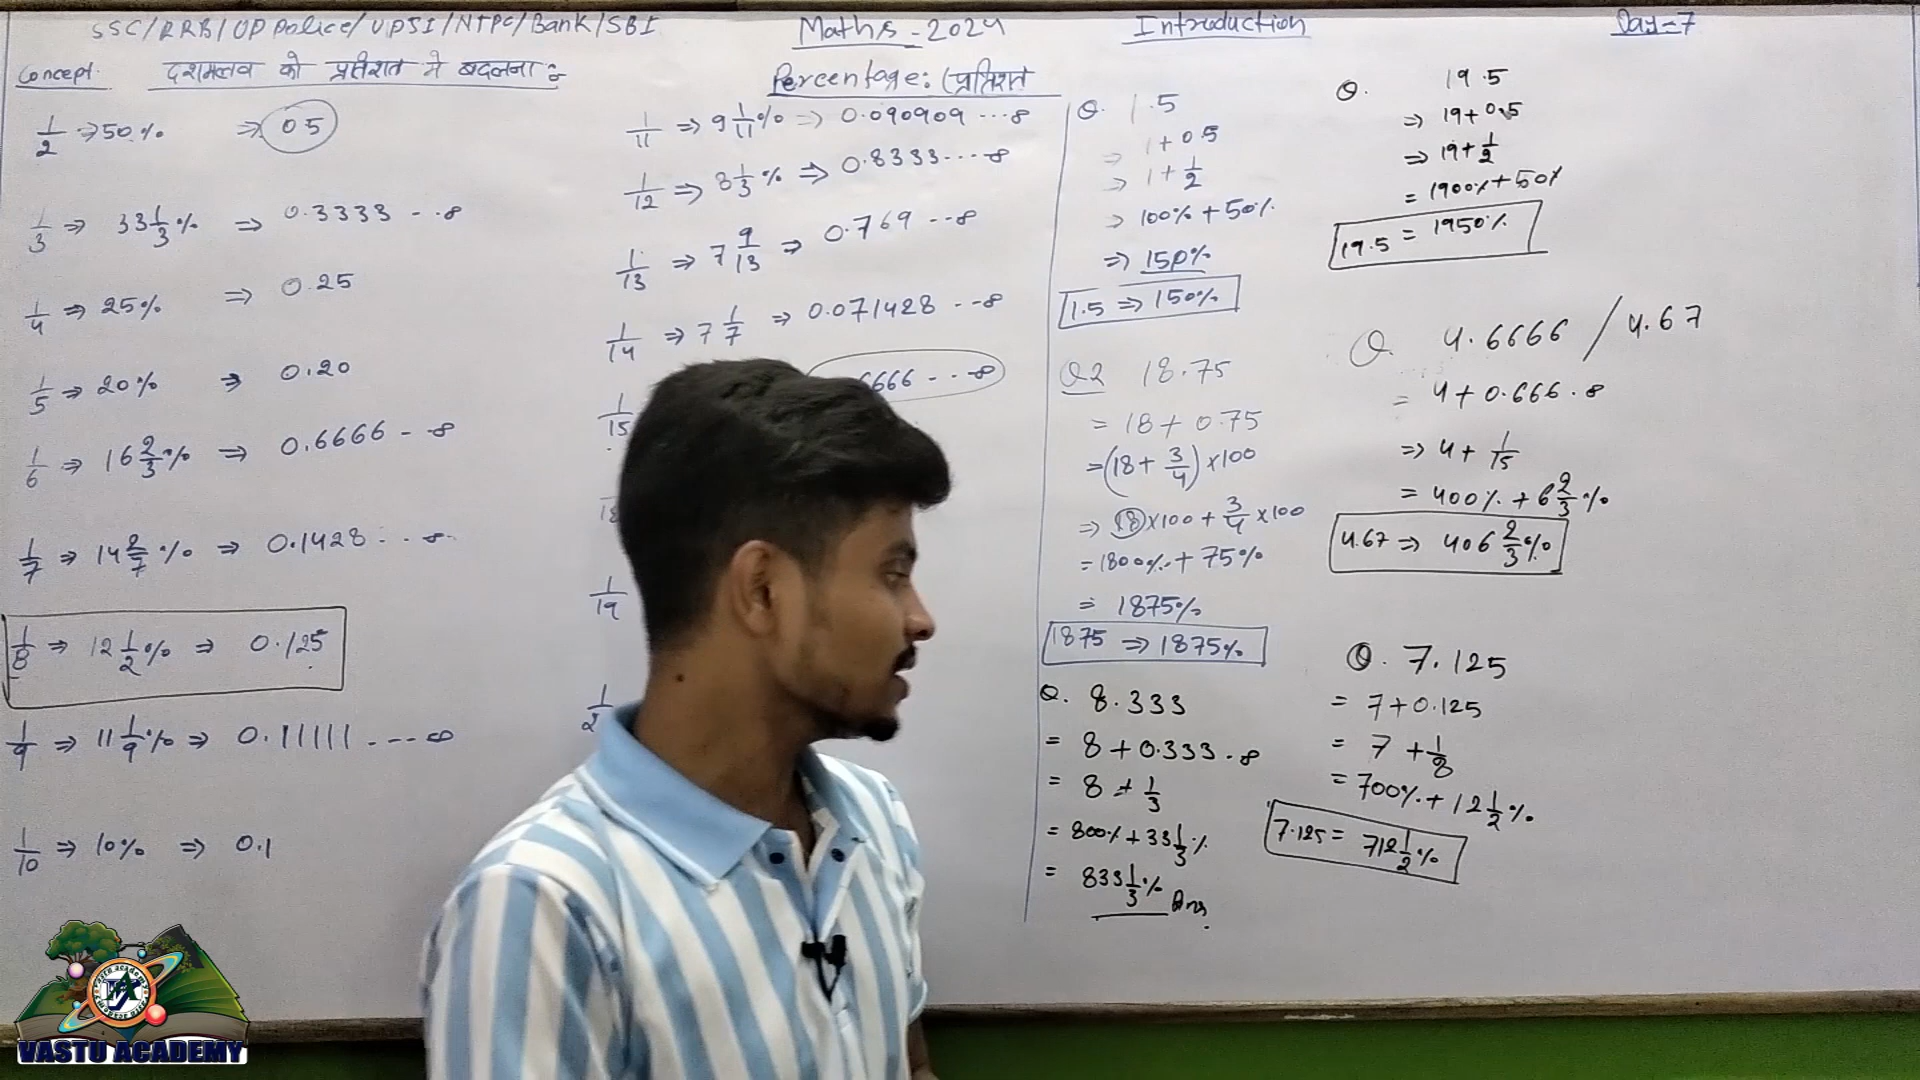 SSC/RRB/UP Police/UPSI/NTPC/Bank/SBI
Maths - 2024
Introduction
Day-7
Concept:
दशमलव को प्रतिशत मे बदलना :-
Percentage: (प्रतिशत
1/2 ⇒ 50% ⇒ 0.5
1/3 ⇒ 33 1/3 % ⇒ 0.3333 - - ∞
1/4 ⇒ 25% ⇒ 0.25
1/5 ⇒ 20% ⇒ 0.20
1/6 ⇒ 16 2/3 % ⇒ 0.6666 - - ∞
1/7 ⇒ 14 2/7 % ⇒ 0.1428 - - ∞
1/8 ⇒ 12 1/2 % ⇒ 0.125
1/9 ⇒ 11 1/9 % ⇒ 0.11111 - - - ∞
1/10 ⇒ 10% ⇒ 0.1
1/11 ⇒ 9 1/11 % ⇒ 0.090909 --- ∞
1/12 ⇒ 8 1/3 % ⇒ 0.8333 --- ∞
1/13 ⇒ 7 9/13 ⇒ 0.769 -- ∞
1/14 ⇒ 7 1/7 ⇒ 0.071428 -- ∞
1/15
6666 - - - ∞
1/19
Q. 1.5
⇒ 1 + 0.5
⇒ 1 + 1/2
⇒ 100% + 50%
⇒ 150%
1.5 ⇒ 150%
Q2 18.75
= 18 + 0.75
= (18 + 3/4) × 100
⇒ 18 × 100 + 3/4 × 100
= 1800% + 75%
= 1875%
1875 ⇒ 1875%
Q. 8.333
= 8 + 0.333 - ∞
= 8 + 1/3
= 800% + 33 1/3 %
= 833 1/3 % Ans
Q. 19.5
⇒ 19 + 0.5
⇒ 19 + 1/2
= 1900% + 50%
19.5 = 1950%
Q. 4.6666 / 4.67
= 4 + 0.666 . ∞
⇒ 4 + 1/15
= 400% + 6 2/3 %
4.67 ⇒ 406 2/3 %
Q. 7.125
= 7 + 0.125
= 7 + 1/8
= 700% + 12 1/2 %
7.125 = 712 1/2 %
VASTU ACADEMY